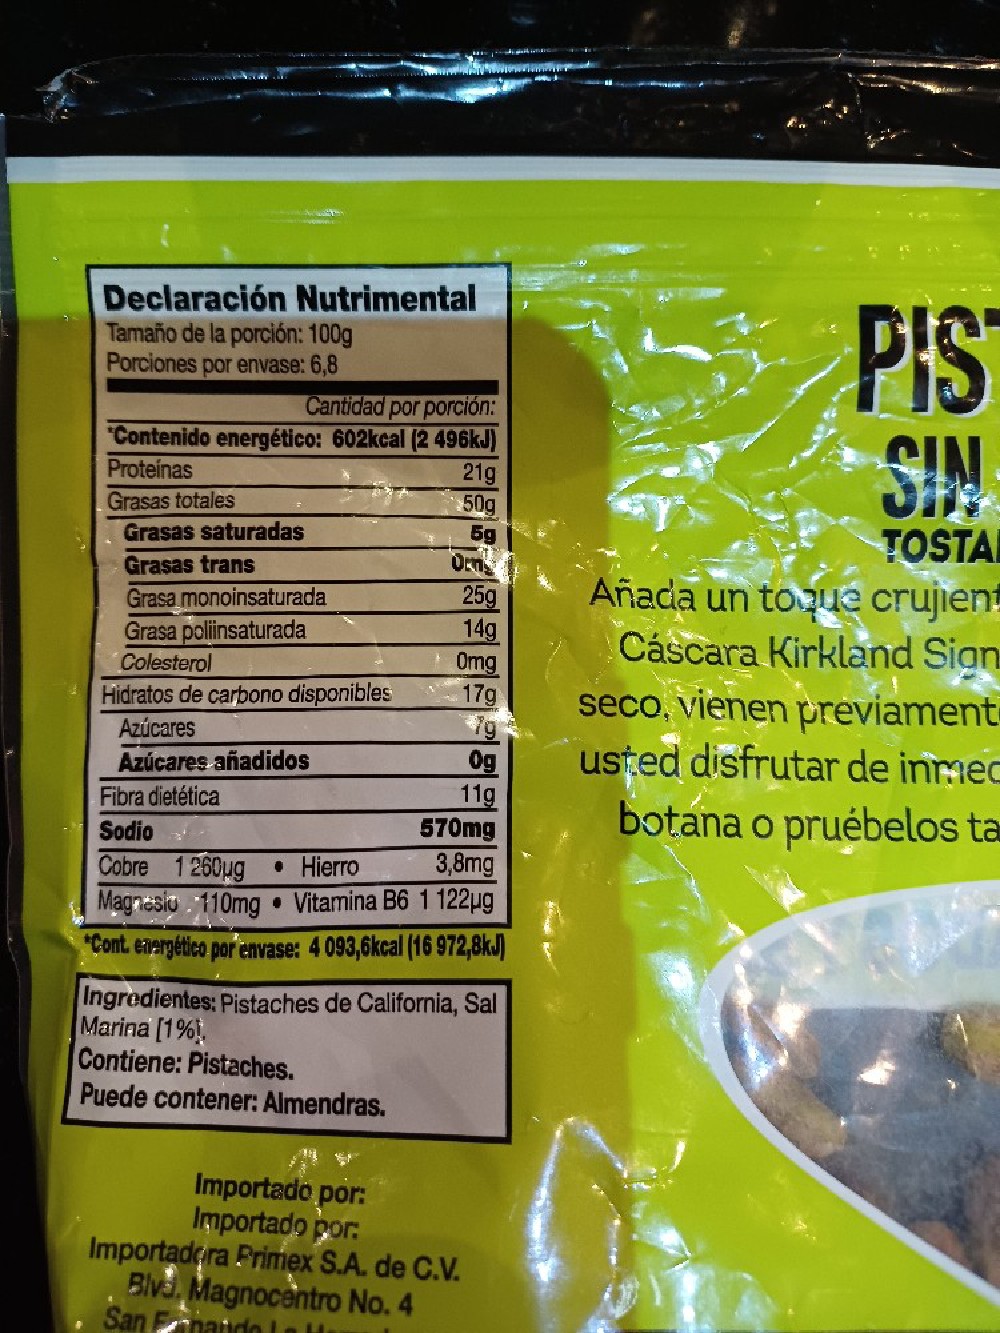 Declaración Nutrimental
Tamaño de la porción: 100g
Porciones por envase: 6,8
Cantidad por porción:
*Contenido energético: 602kcal (2 496kJ)
Proteínas 21g
Grasas totales 50g
Grasas saturadas 5g
Grasas trans 0mg
Grasa monoinsaturada 25g
Grasa poliinsaturada 14g
Colesterol 0mg
Hidratos de carbono disponibles 17g
Azúcares 7g
Azúcares añadidos 0g
Fibra dietética 11g
Sodio 570mg
Cobre 1 260µg • Hierro 3,8mg
Magnesio 110mg • Vitamina B6 1 122µg
*Cont. energético por envase: 4 093,6kcal (16 972,8kJ)
Ingredientes: Pistaches de California, Sal
Marina [1%].
Contiene: Pistaches.
Puede contener: Almendras.
Importado por:
Importado por:
Importadora Primex S.A. de C.V.
Blvd. Magnocentro No. 4
San Fernando La
PIS
SIN
TOSTA
Añada un toque crujient
Cáscara Kirkland Sign
seco, vienen previament
usted disfrutar de inmed
botana o pruébelos ta